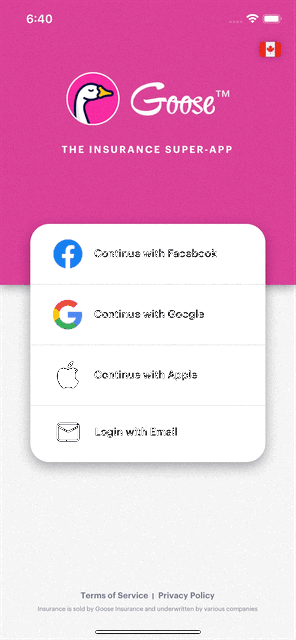 6:40
Goose™
THE INSURANCE SUPER-APP
Continue with Facebook
Continue with Google
Continue with Apple
Login with Email
Terms of Service | Privacy Policy
Insurance is sold by Goose Insurance and underwritten by various companies